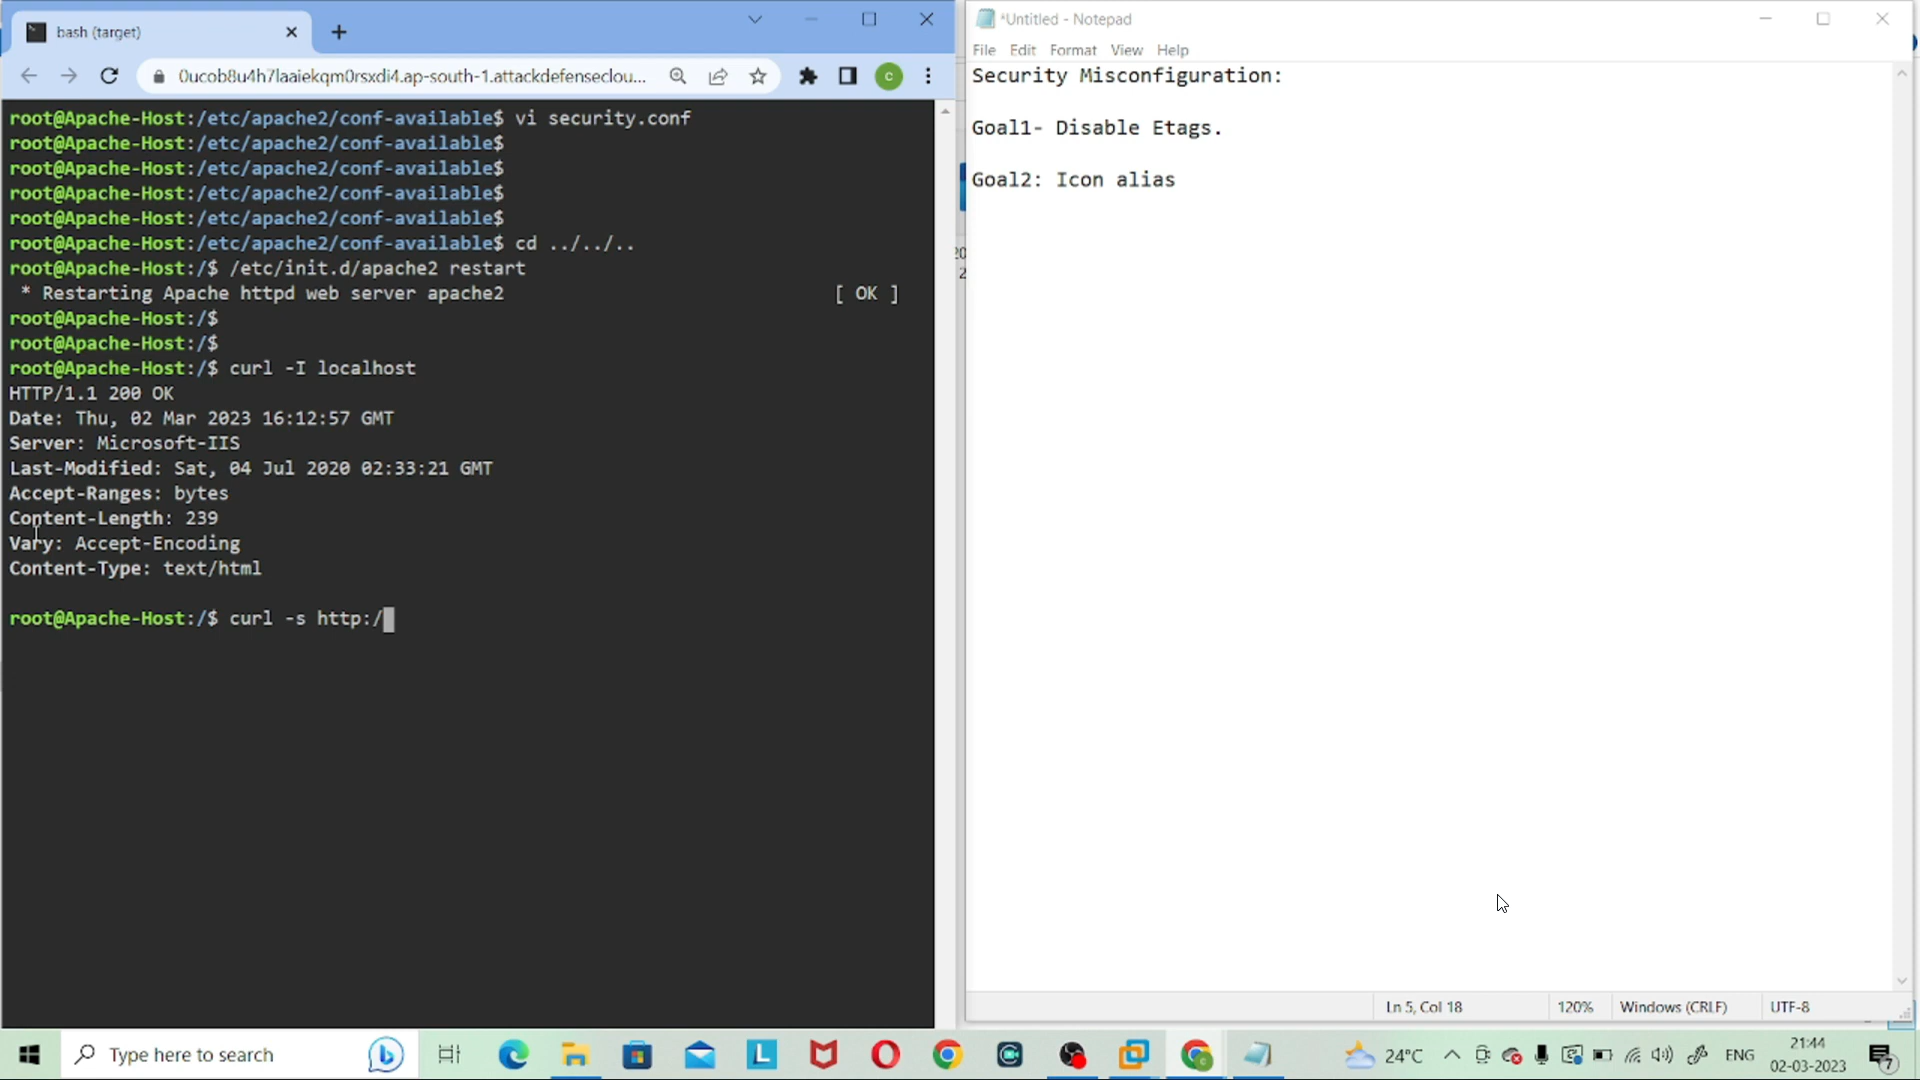 bash (target)
0ucob8u4h7laaiekqm0rsxdi4.ap-south-1.attackdefenseclou...
c
root@Apache-Host:/etc/apache2/conf-available$ vi security.conf
root@Apache-Host:/etc/apache2/conf-available$
root@Apache-Host:/etc/apache2/conf-available$
root@Apache-Host:/etc/apache2/conf-available$
root@Apache-Host:/etc/apache2/conf-available$
root@Apache-Host:/etc/apache2/conf-available$ cd ../../..
root@Apache-Host:/$ /etc/init.d/apache2 restart
* Restarting Apache httpd web server apache2 [ OK ]
root@Apache-Host:/$
root@Apache-Host:/$
root@Apache-Host:/$ curl -I localhost
HTTP/1.1 200 OK
Date: Thu, 02 Mar 2023 16:12:57 GMT
Server: Microsoft-IIS
Last-Modified: Sat, 04 Jul 2020 02:33:21 GMT
Accept-Ranges: bytes
Content-Length: 239
Vary: Accept-Encoding
Content-Type: text/html
root@Apache-Host:/$ curl -s http:/
*Untitled - Notepad
File Edit Format View Help
Security Misconfiguration:
Goal1- Disable Etags.
Goal2: Icon alias
Ln 5, Col 18 120% Windows (CRLF) UTF-8
Type here to search
24°C ENG
21:44
02-03-2023
7